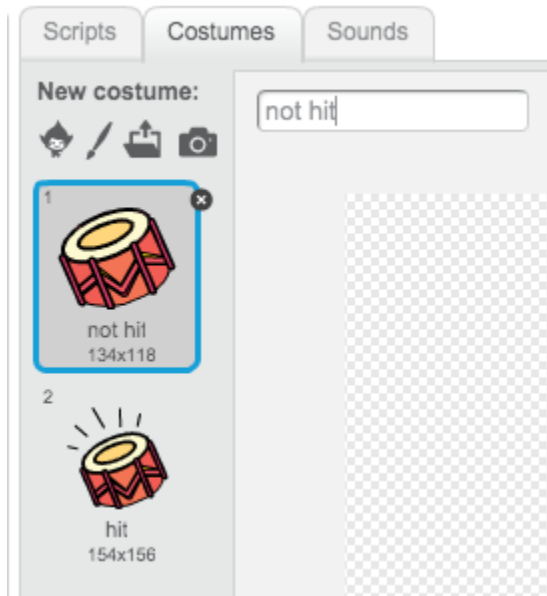 Scripts Costumes Sounds
New costume:
not hit
1
not hit
134x118
2
hit
154x156